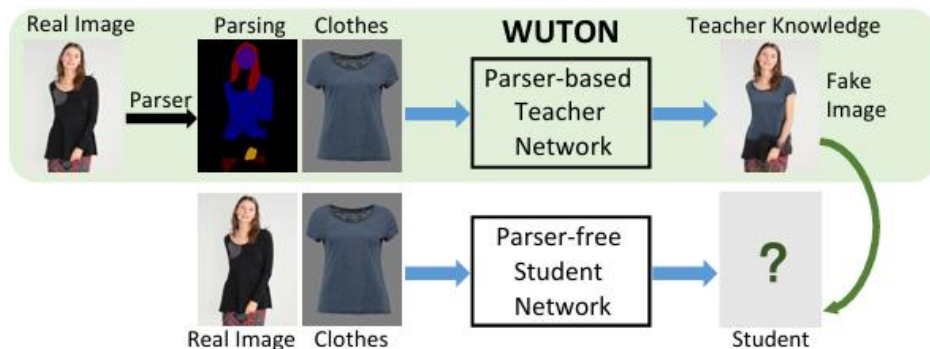 Real Image
Parsing
Clothes
WUTON
Teacher Knowledge
Parser
Parser-based
Teacher
Network
Fake
Image
Parser-free
Student
Network
?
Real Image
Clothes
Student